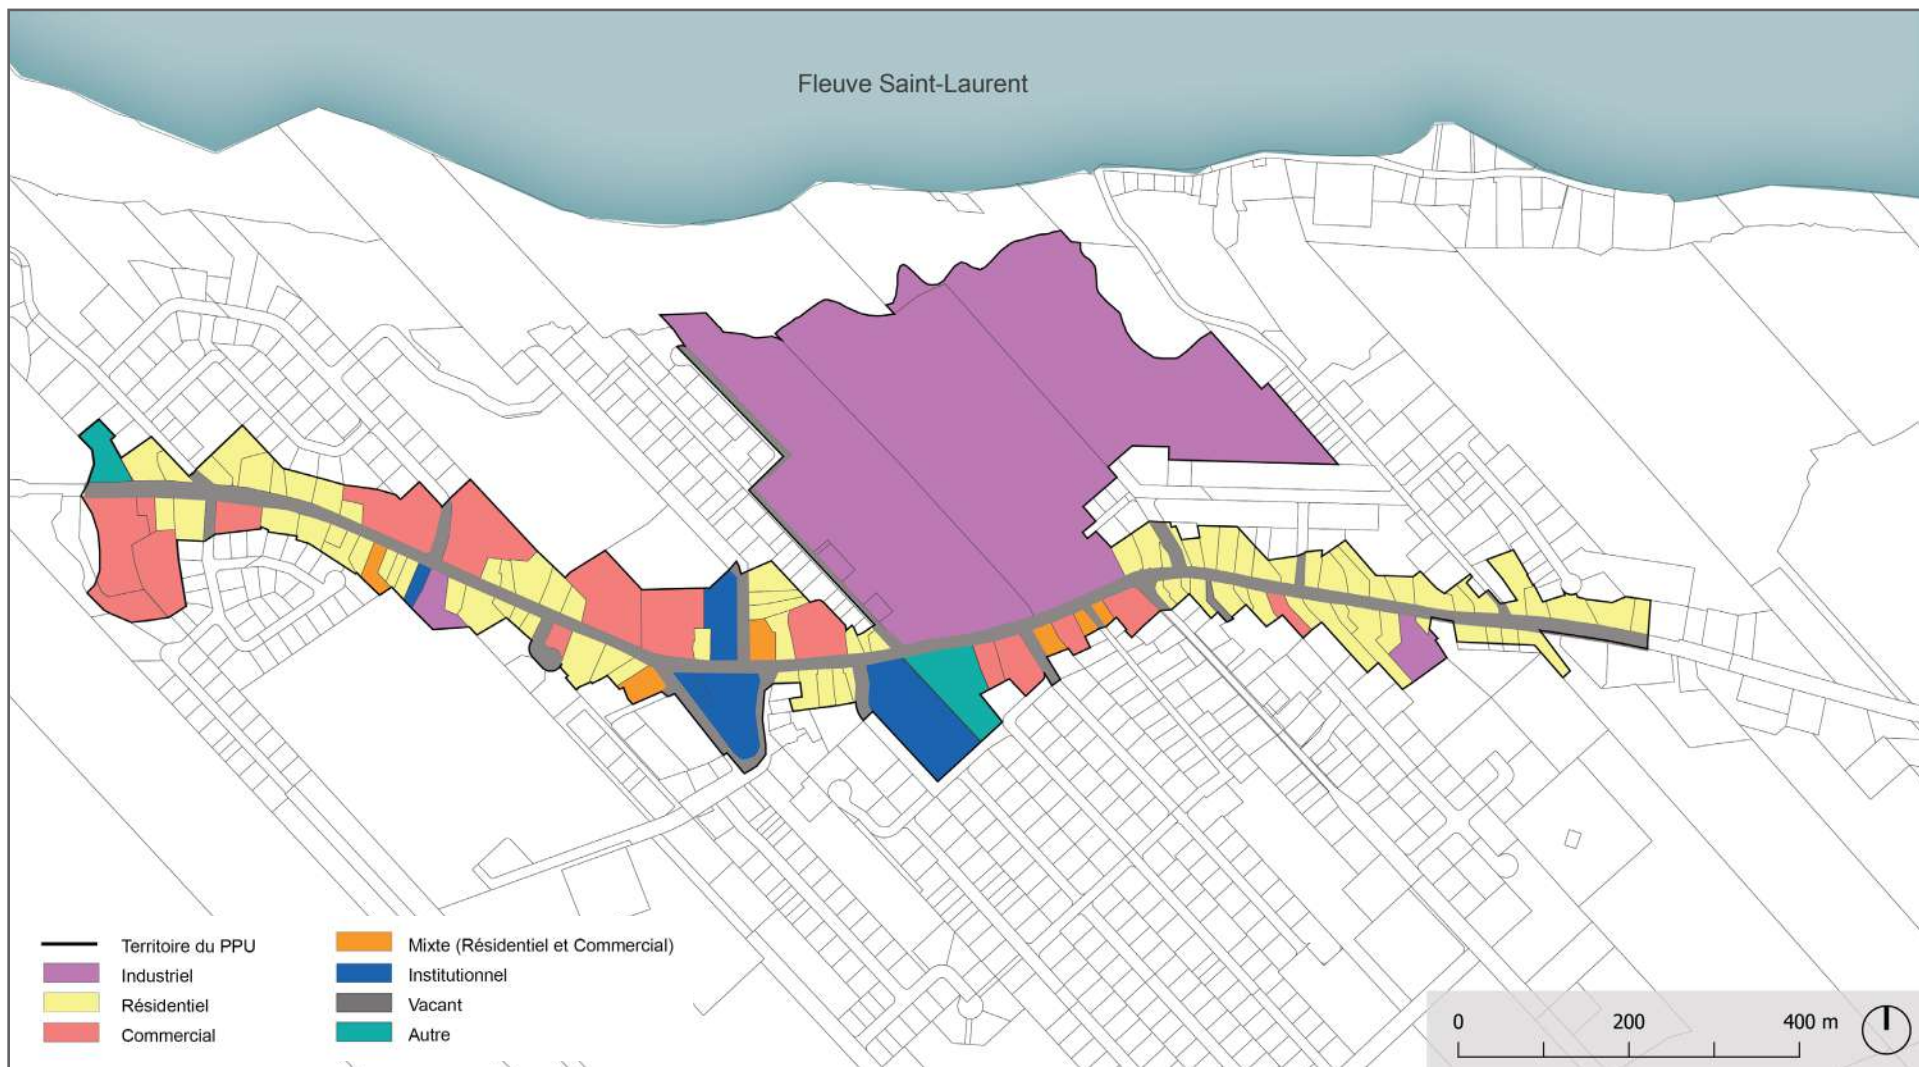 Fleuve Saint-Laurent
Territoire du PPU
Industriel
Résidentiel
Commercial
Mixte (Résidentiel et Commercial)
Institutionnel
Vacant
Autre
0 200 400 m